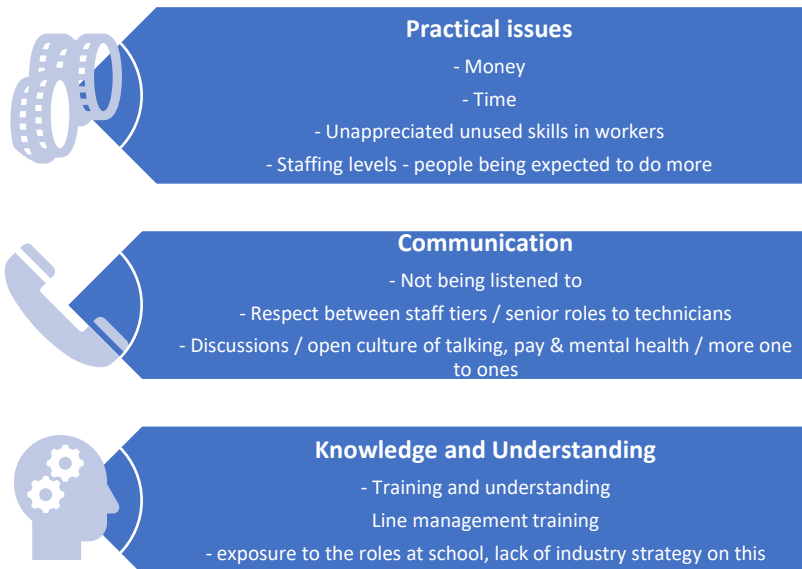 Practical issues
- Money
- Time
- Unappreciated unused skills in workers
- Staffing levels - people being expected to do more
Communication
- Not being listened to
- Respect between staff tiers / senior roles to technicians
- Discussions / open culture of talking, pay & mental health / more one
to ones
Knowledge and Understanding
- Training and understanding
Line management training
- exposure to the roles at school, lack of industry strategy on this